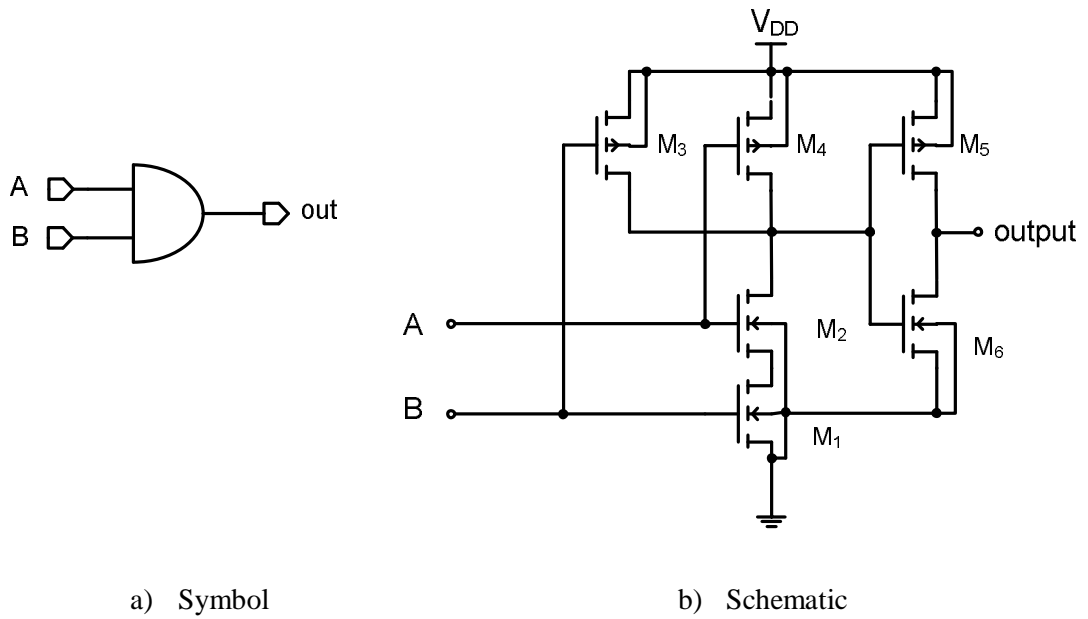 V_DD
M_3
M_4
M_5
A
B
out
output
A
M_2
M_6
B
M_1
a) Symbol
b) Schematic